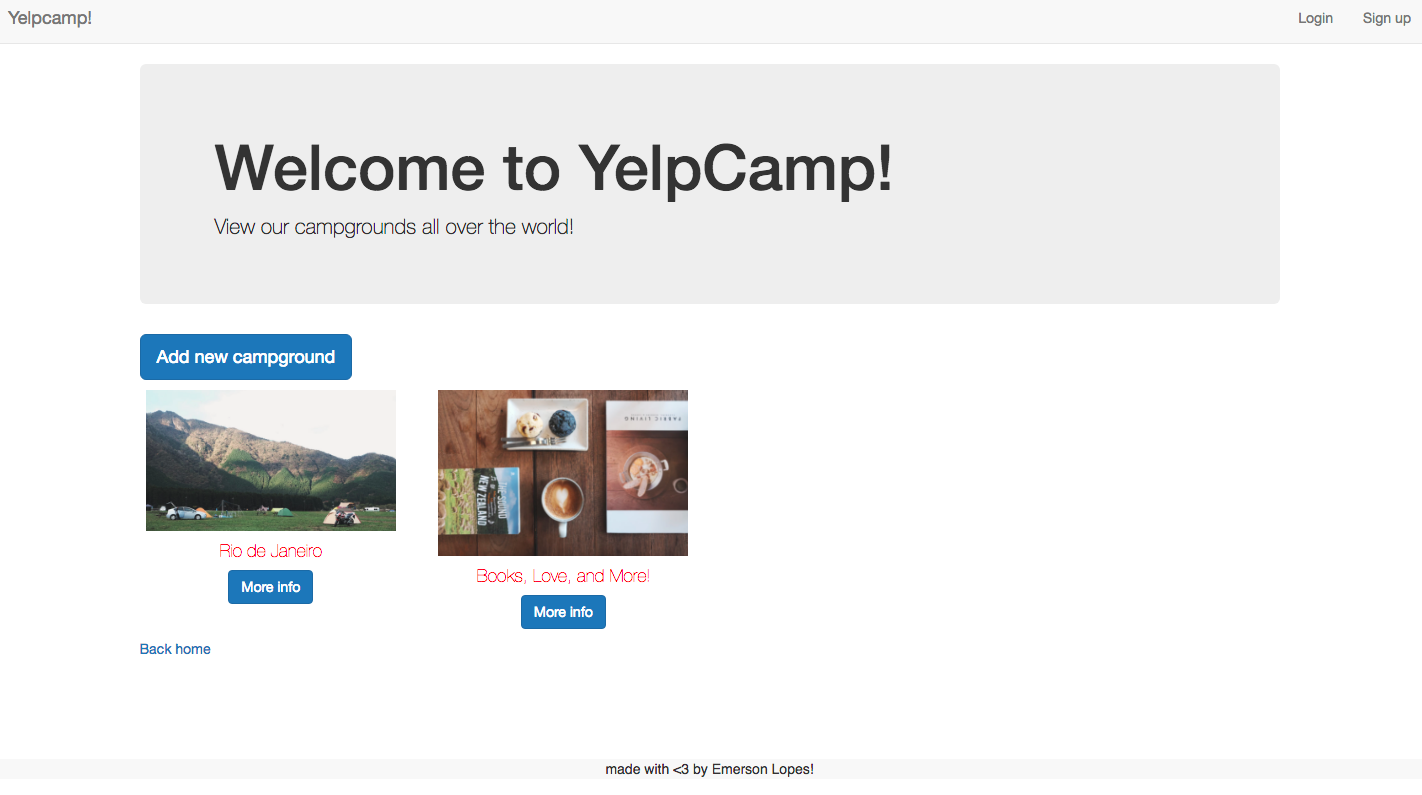 Yelpcamp!
Login
Sign up
Welcome to YelpCamp!
View our campgrounds all over the world!
Add new campground
NEW ZEALAND
FABRIC LIVING
Rio de Janeiro
More info
Books, Love, and More!
More info
Back home
made with <3 by Emerson Lopes!